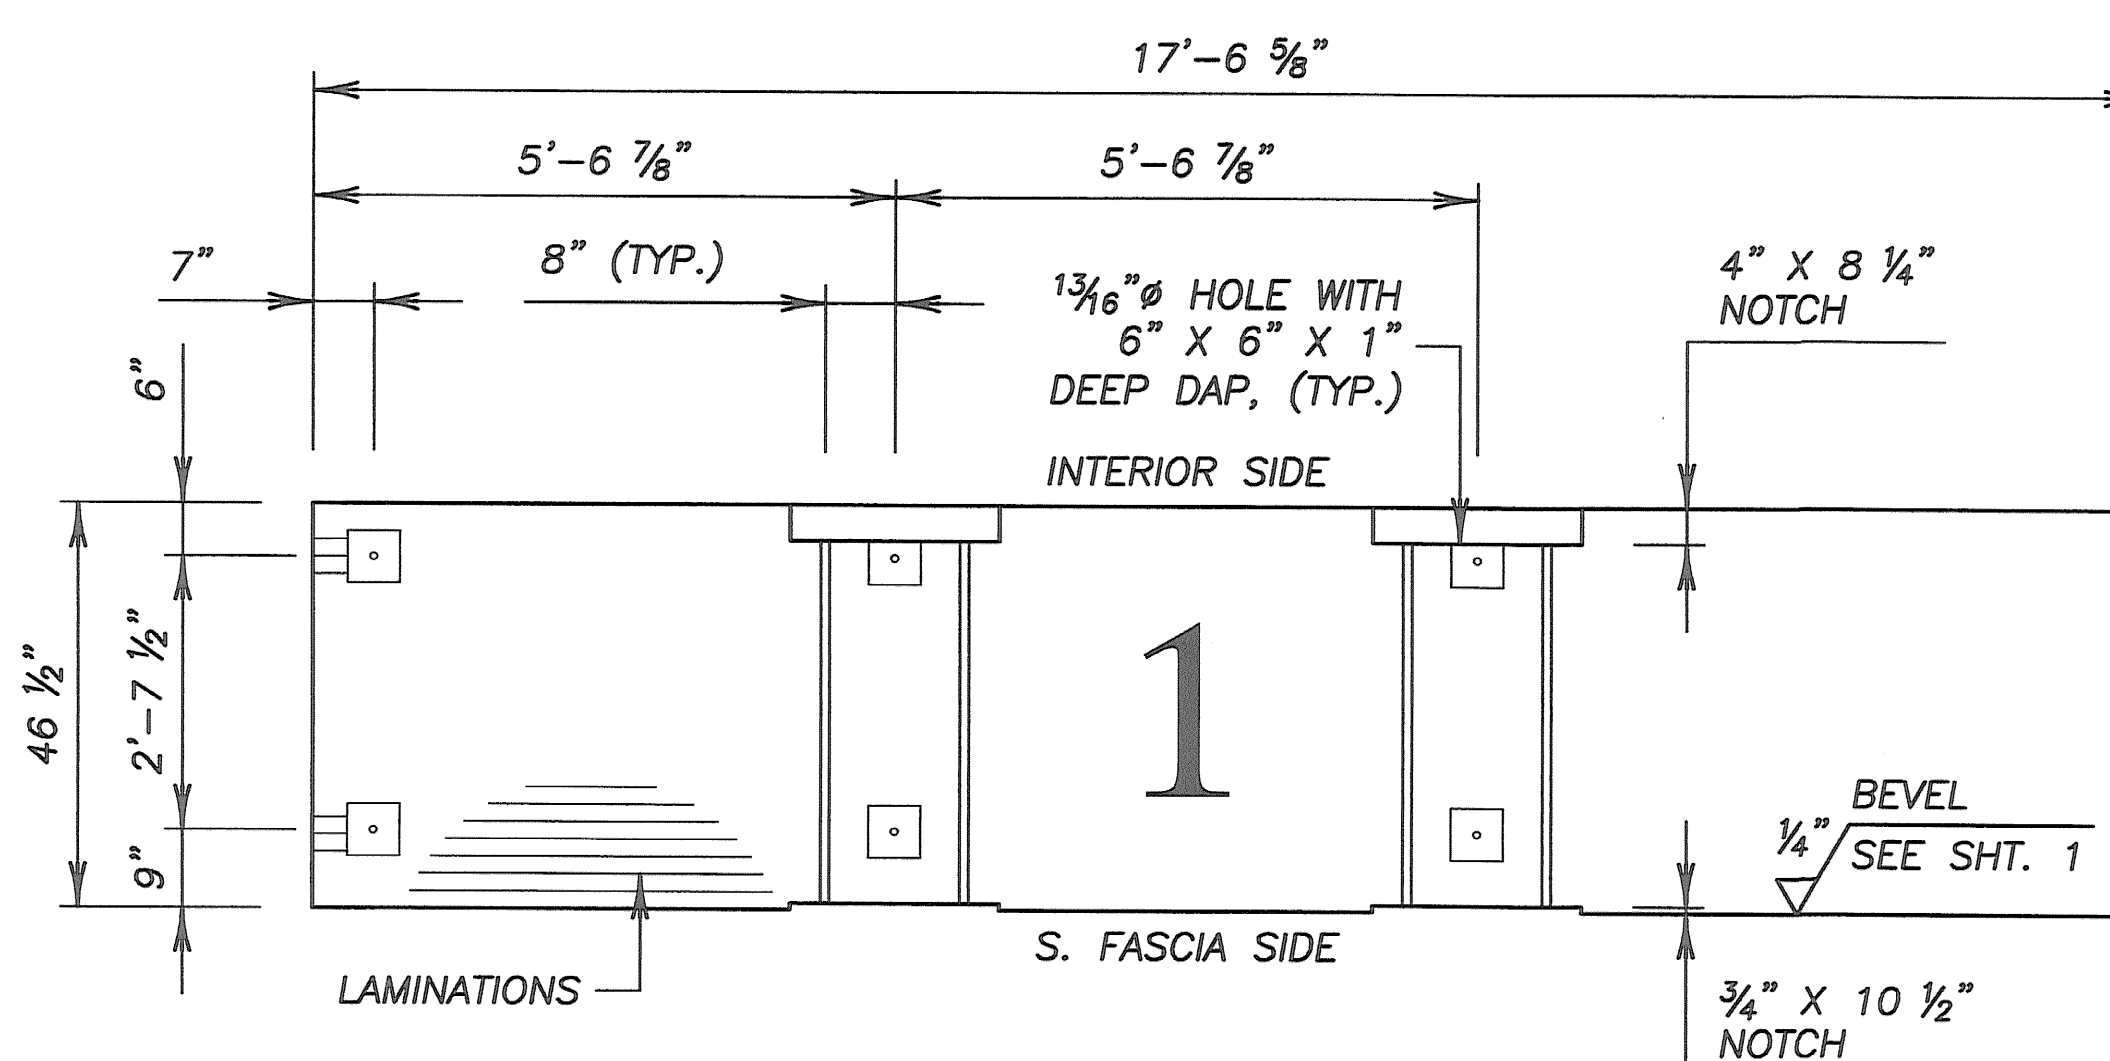 17'-6 5/8"
5'-6 7/8"
5'-6 7/8"
7"
8" (TYP.)
13/16"ø HOLE WITH
6" X 6" X 1"
DEEP DAP, (TYP.)
4" X 8 1/4"
NOTCH
6"
INTERIOR SIDE
46 1/2"
2'-7 1/2"
9"
1
BEVEL
1/4"
SEE SHT. 1
S. FASCIA SIDE
LAMINATIONS
3/4" X 10 1/2"
NOTCH